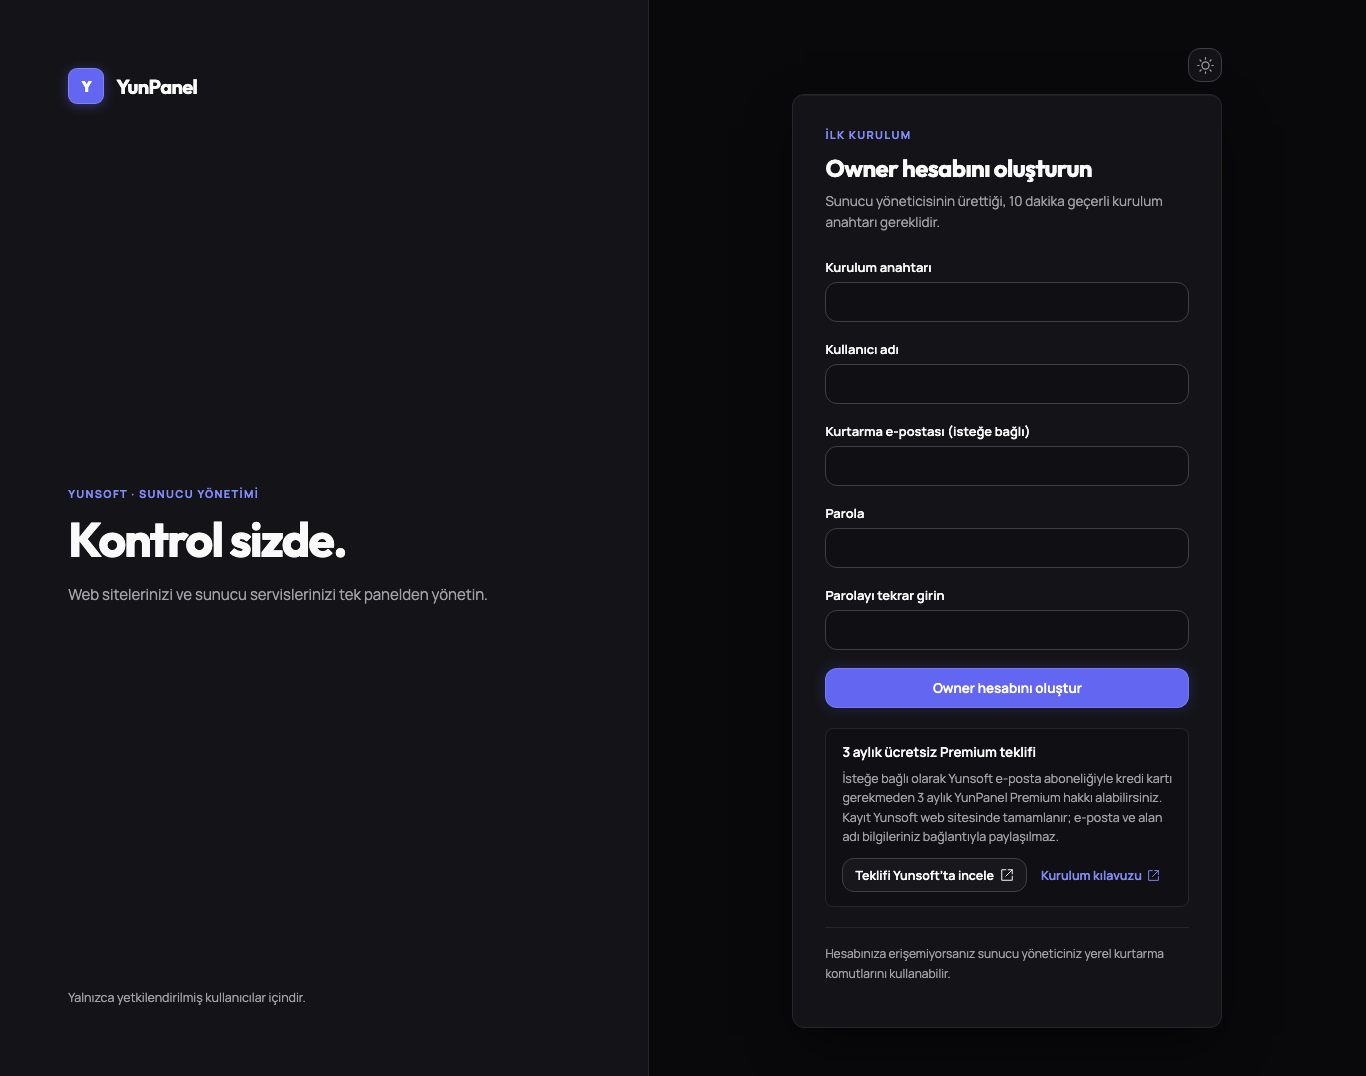 Y
YunPanel
YUNSOFT · SUNUCU YÖNETİMİ
Kontrol sizde.
Web sitelerinizi ve sunucu servislerinizi tek panelden yönetin.
Yalnızca yetkilendirilmiş kullanıcılar içindir.
İLK KURULUM
Owner hesabını oluşturun
Sunucu yöneticisinin ürettiği, 10 dakika geçerli kurulum
anahtarı gereklidir.
Kurulum anahtarı
Kullanıcı adı
Kurtarma e-postası (isteğe bağlı)
Parola
Parolayı tekrar girin
Owner hesabını oluştur
3 aylık ücretsiz Premium teklifi
İsteğe bağlı olarak Yunsoft e-posta aboneliğiyle kredi kartı
gerekmeden 3 aylık YunPanel Premium hakkı alabilirsiniz.
Kayıt Yunsoft web sitesinde tamamlanır; e-posta ve alan
adı bilgileriniz bağlantıyla paylaşılmaz.
Teklifi Yunsoft'ta incele
Kurulum kılavuzu
Hesabınıza erişemiyorsanız sunucu yöneticiniz yerel kurtarma
komutlarını kullanabilir.